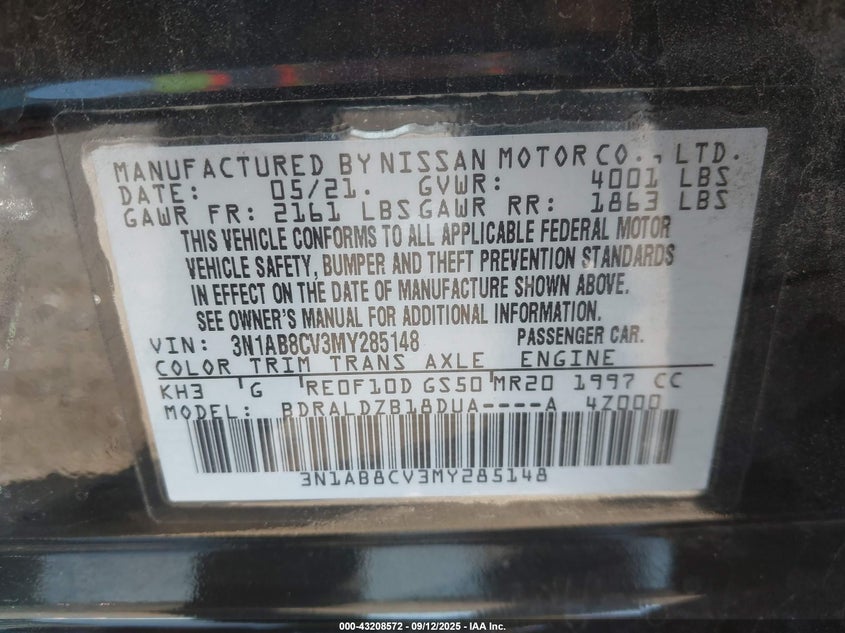 MANUFACTURED BY NISSAN MOTOR CO., LTD.
DATE: 05/21. GVWR: 4001 LBS
GAWR FR: 2161 LBS GAWR RR: 1863 LBS
THIS VEHICLE CONFORMS TO ALL APPLICABLE FEDERAL MOTOR
VEHICLE SAFETY, BUMPER AND THEFT PREVENTION STANDARDS
IN EFFECT ON THE DATE OF MANUFACTURE SHOWN ABOVE.
SEE OWNER'S MANUAL FOR ADDITIONAL INFORMATION.
VIN: 3N1AB8CV3MY285148 PASSENGER CAR.
COLOR TRIM TRANS AXLE ENGINE
KH3 G RE0F10D GS50 MR20 1997 CC
MODEL: BDRALDZB18DUA----A 4Z000
3N1AB8CV3MY285148
000-43208572 - 09/12/2025 - IAA Inc.